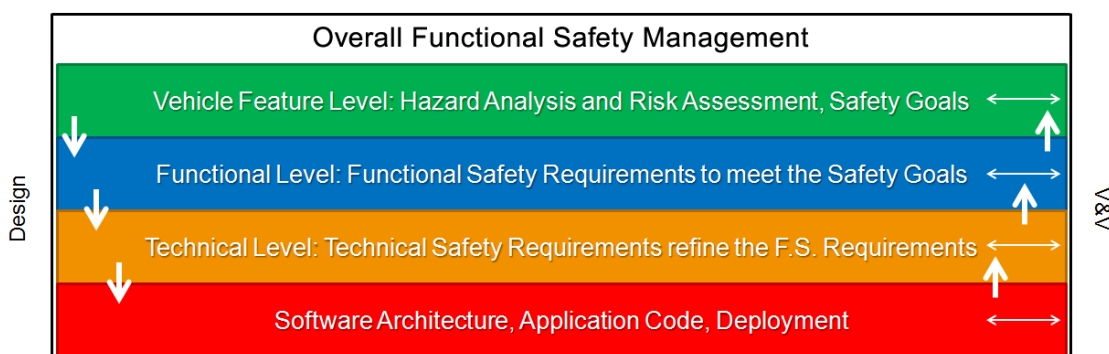 Overall Functional Safety Management
Vehicle Feature Level: Hazard Analysis and Risk Assessment, Safety Goals
Functional Level: Functional Safety Requirements to meet the Safety Goals
Design
V&V
Technical Level: Technical Safety Requirements refine the F.S. Requirements
Software Architecture, Application Code, Deployment